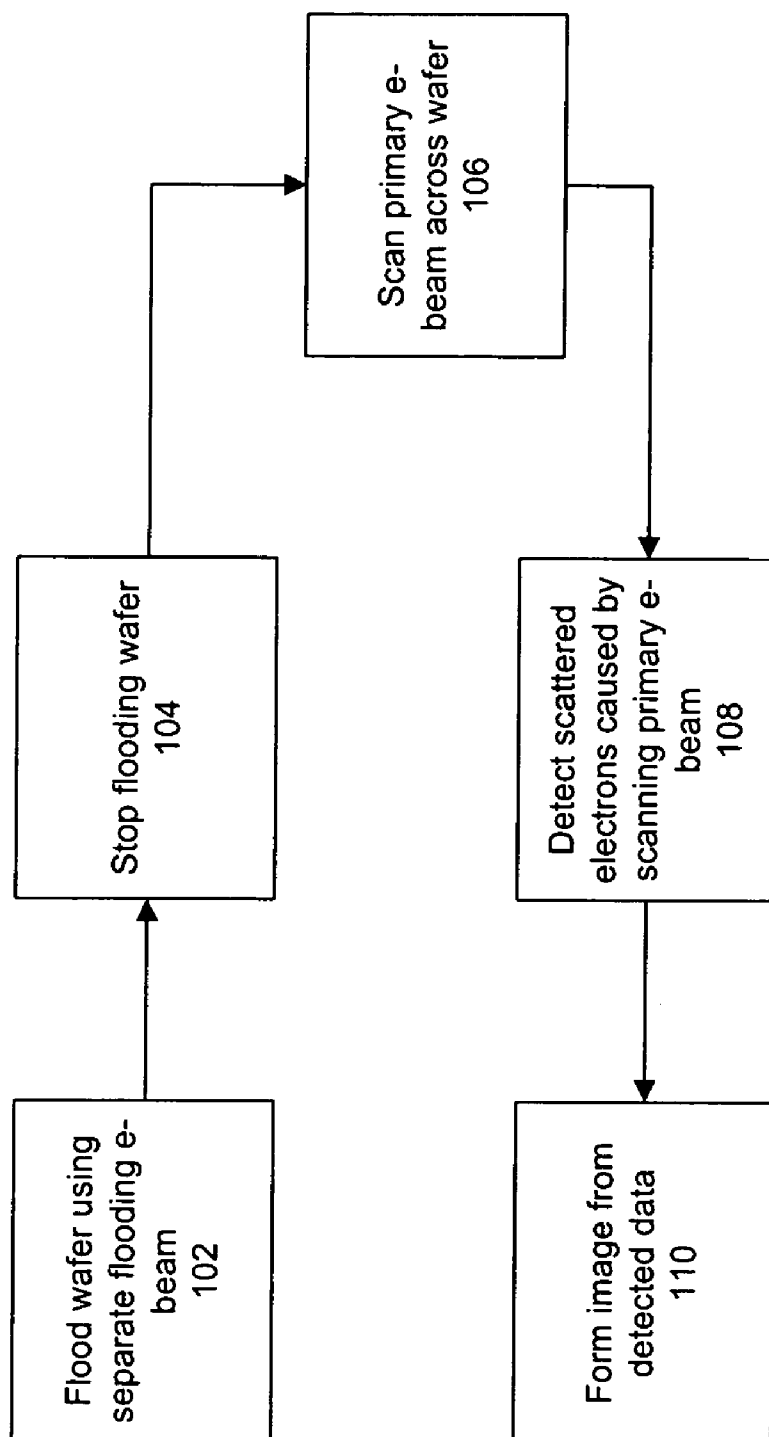 Flood wafer using
separate flooding e-
beam
102
Stop flooding wafer
104
Scan primary e-
beam across wafer
106
Detect scattered
electrons caused by
scanning primary e-
beam
108
Form image from
detected data
110